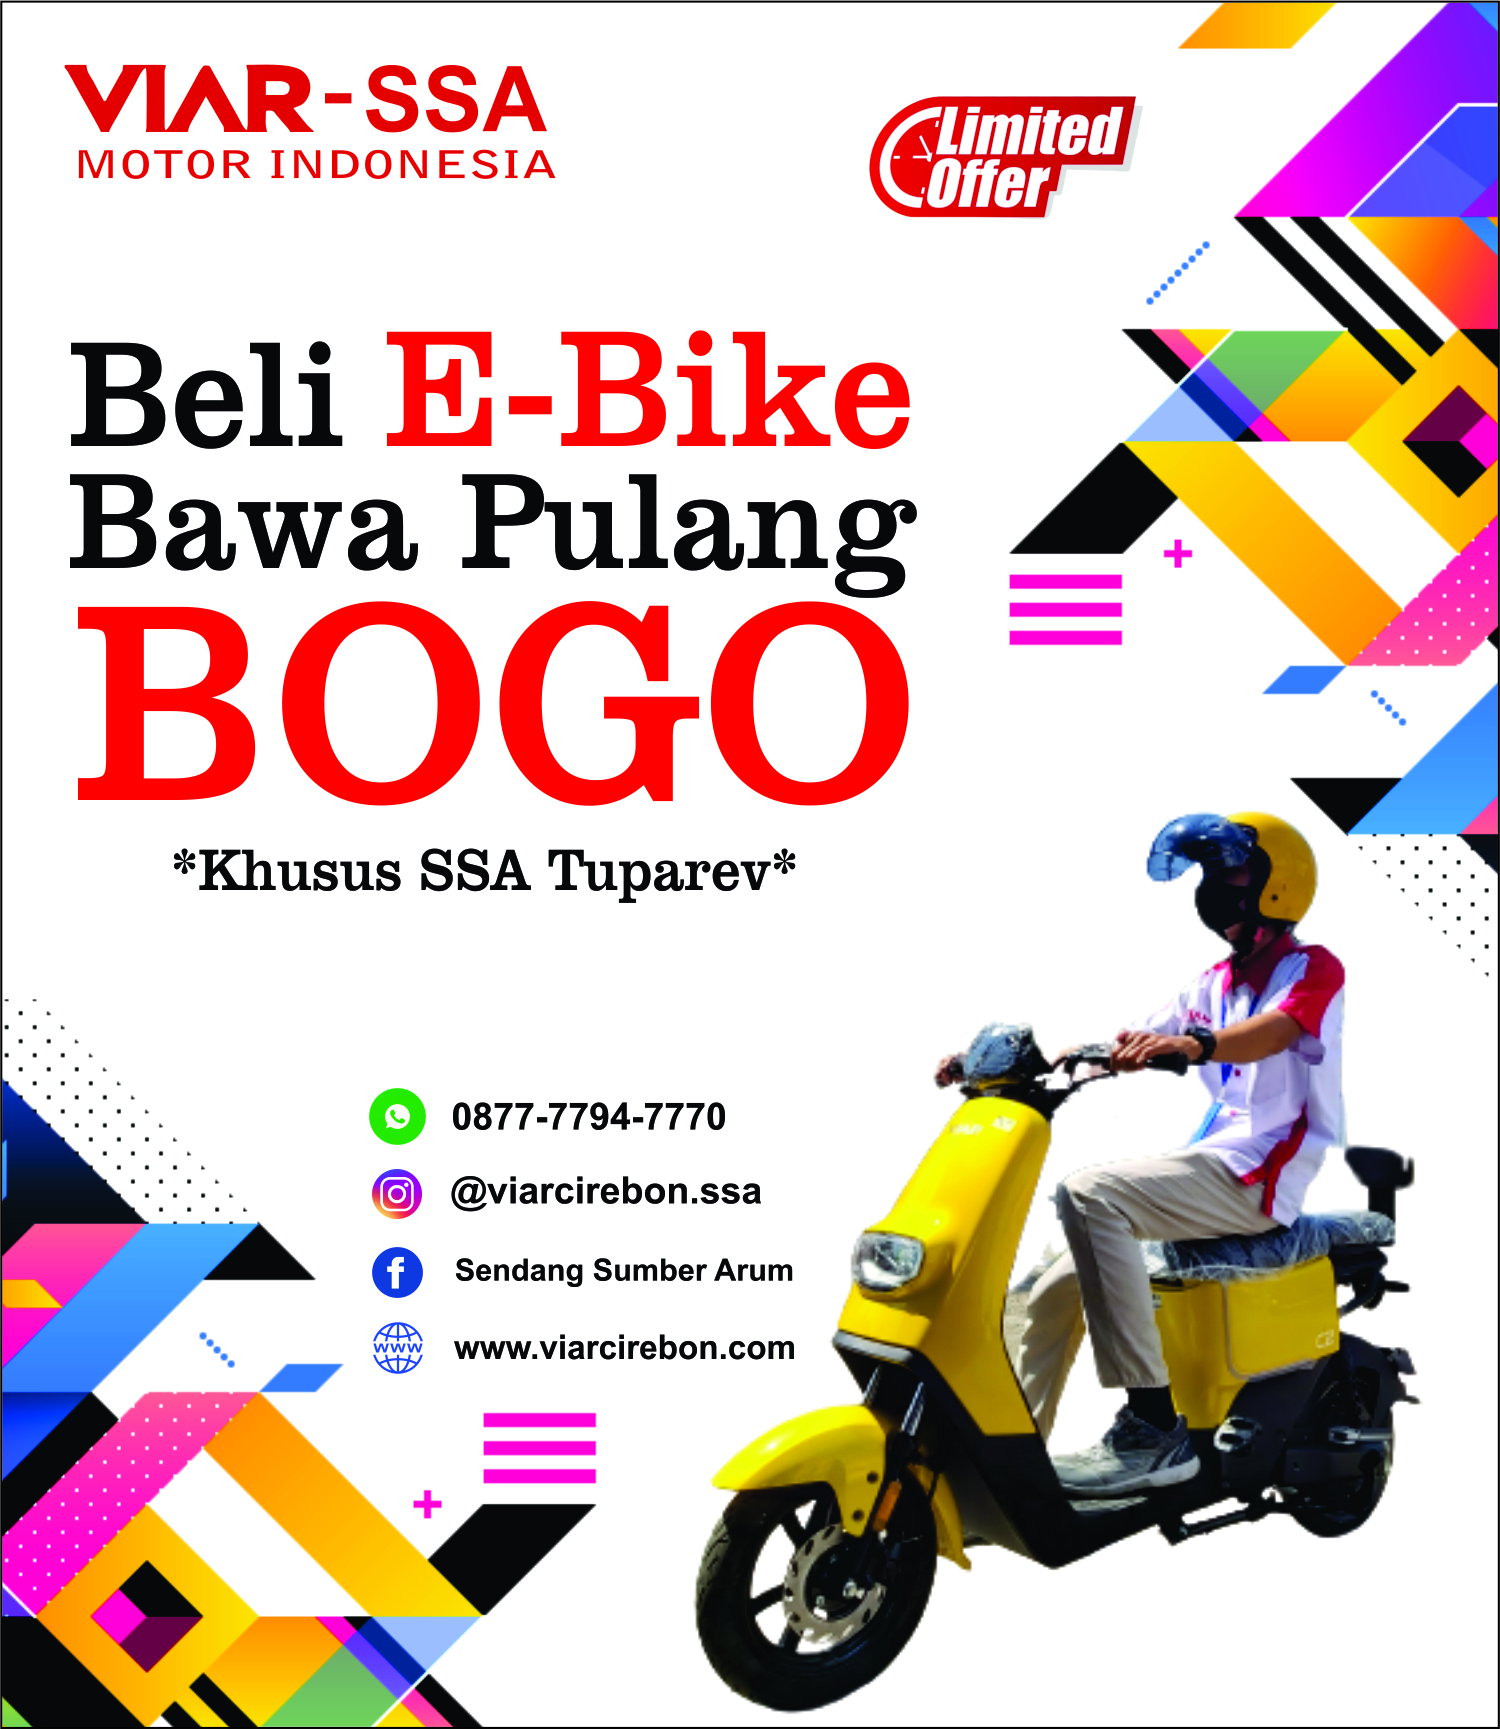 VIAR-SSA
MOTOR INDONESIA
Limited
Offer
Beli E-Bike
Bawa Pulang
BOGO
*Khusus SSA Tuparev*
0877-7794-7770
@viarcirebon.ssa
Sendang Sumber Arum
www
www.viarcirebon.com